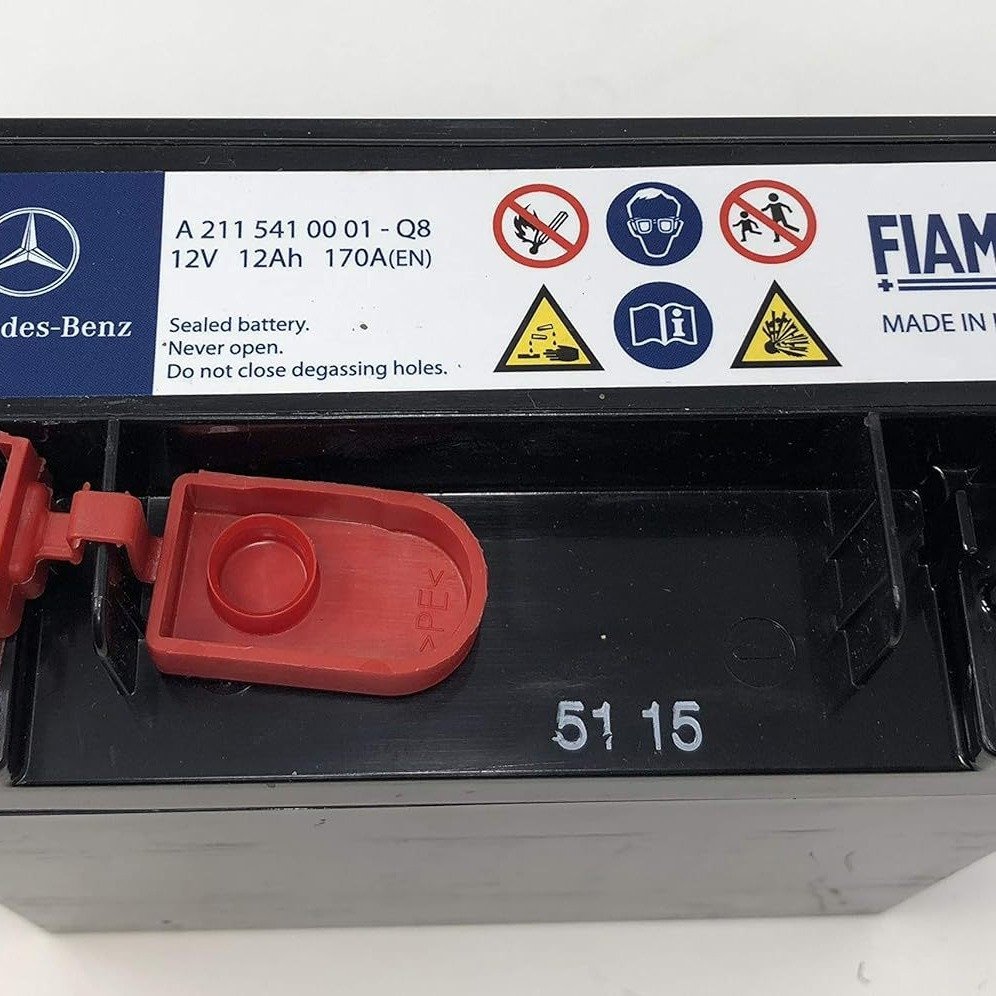 A 211 541 00 01 - Q8
12V 12Ah 170A(EN)
Sealed battery.
Never open.
Do not close degassing holes.
des-Benz
FIAM
MADE IN
>PE<
51 15